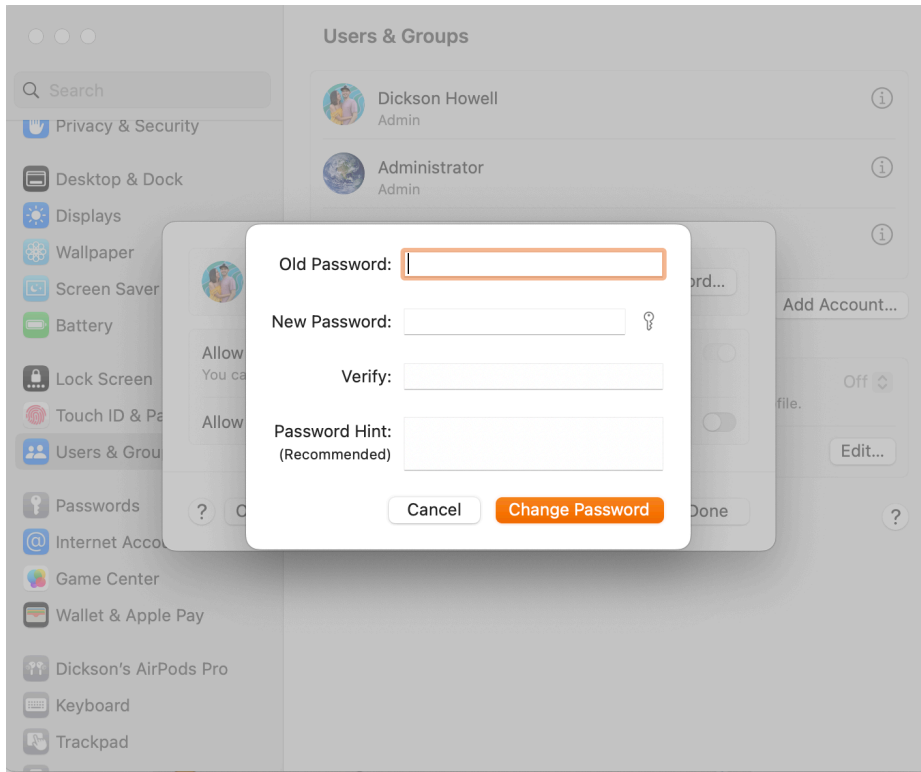 Users & Groups
Search
Privacy & Security
Desktop & Dock
Displays
Wallpaper
Screen Saver
Battery
Lock Screen
Touch ID & Pa
Users & Grou
Passwords
Internet Accou
Game Center
Wallet & Apple Pay
Dickson's AirPods Pro
Keyboard
Trackpad
Dickson Howell
Admin
Administrator
Admin
ord...
Add Account...
Allow
You ca
Allow
Off
file.
Edit...
?
Done
?
Old Password:
New Password:
Verify:
Password Hint:
(Recommended)
Cancel
Change Password